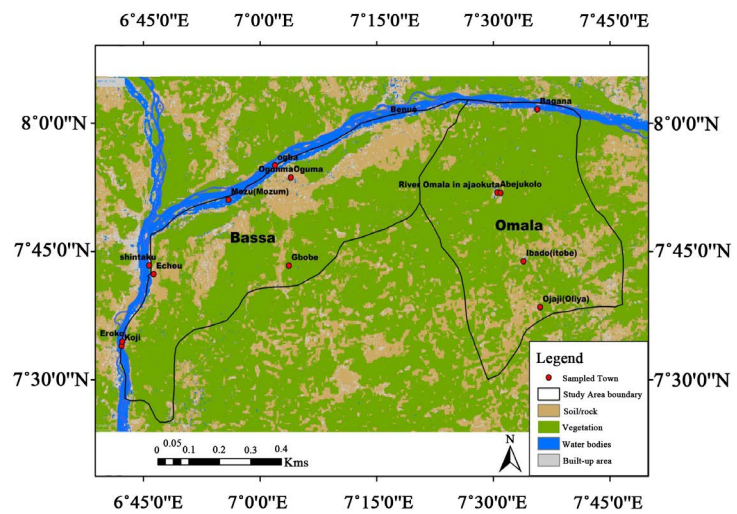 6°45'0"E 7°0'0"E 7°15'0"E 7°30'0"E 7°45'0"E
8°0'0"N 8°0'0"N
Bagana
Benue
ogba
OgonmaOguma
River Omala in ajaokutaAbejukolo
Mozu(Mozum)
Bassa
Omala
7°45'0"N 7°45'0"N
shintaku
Echeu
Gbobe
Ibado(itobe)
Ojaji(Ofiya)
Eroko
Koji
7°30'0"N 7°30'0"N
Legend
Sampled Town
Study Area boundary
Soil/rock
Vegetation
Water bodies
Built-up area
0 0.05 0.1 0.2 0.3 0.4
Kms
N
6°45'0"E 7°0'0"E 7°15'0"E 7°30'0"E 7°45'0"E